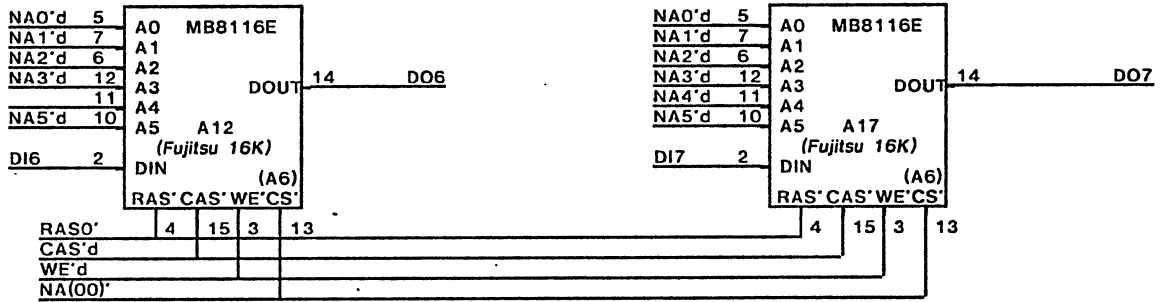 NA0'd 5 A0 MB8116E
NA1'd 7 A1
NA2'd 6 A2
NA3'd 12 A3 DOUT 14 DO6
11 A4
NA5'd 10 A5 A12
(Fujitsu 16K)
DI6 2 DIN
(A6)
RAS' CAS' WE' CS'
4 15 3 13
NA0'd 5 A0 MB8116E
NA1'd 7 A1
NA2'd 6 A2
NA3'd 12 A3 DOUT 14 DO7
NA4'd 11 A4
NA5'd 10 A5 A17
(Fujitsu 16K)
DI7 2 DIN
(A6)
RAS' CAS' WE' CS'
4 15 3 13
RAS0'
CAS'd
WE'd
NA(00)'